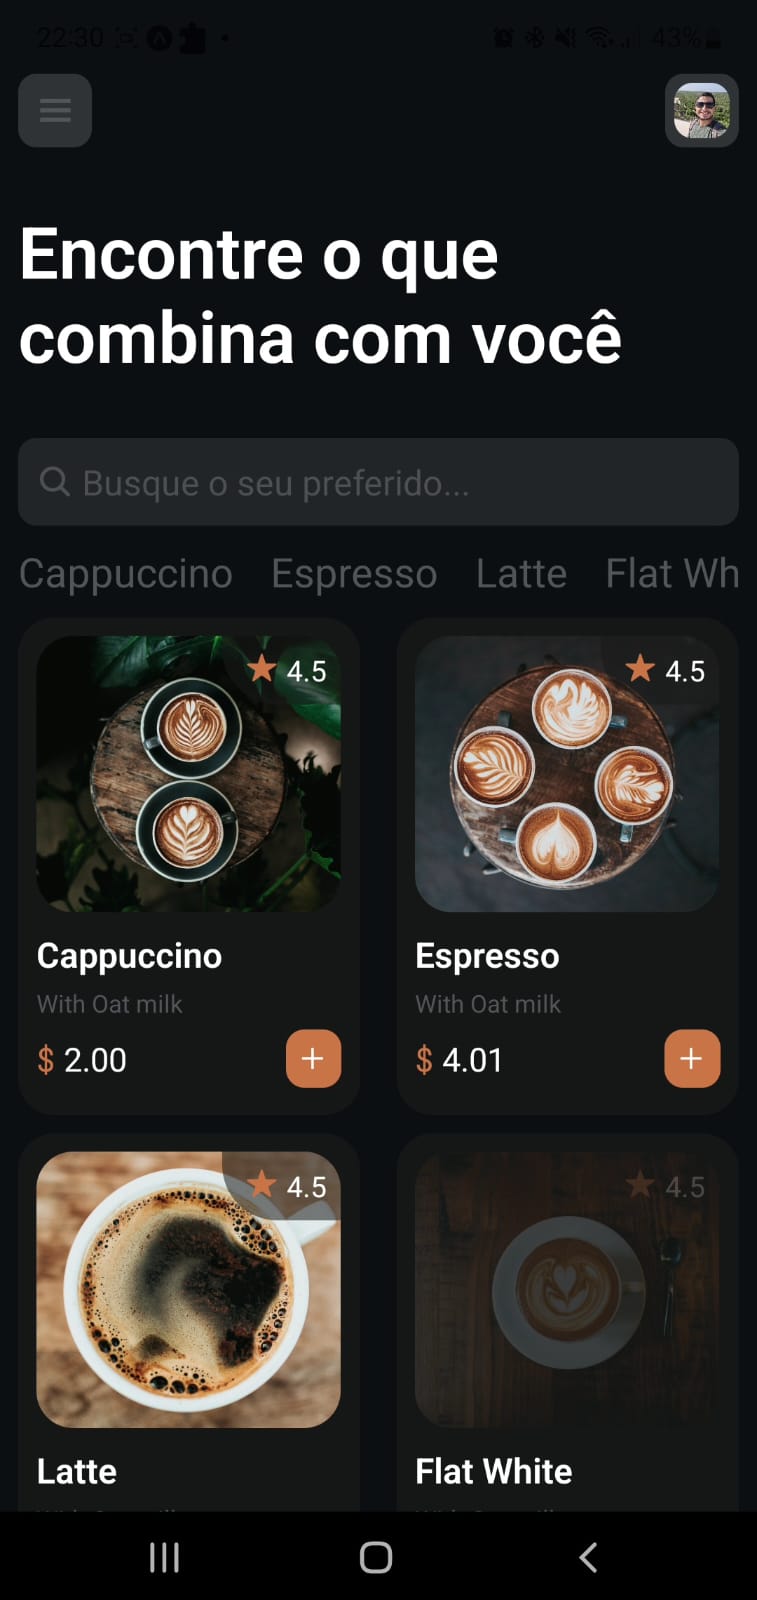 22:30 43%
Encontre o que
combina com você
Busque o seu preferido...
Cappuccino Espresso Latte Flat Wh
4.5 4.5
Cappuccino Espresso
With Oat milk With Oat milk
$ 2.00 + $ 4.01 +
4.5 4.5
Latte Flat White